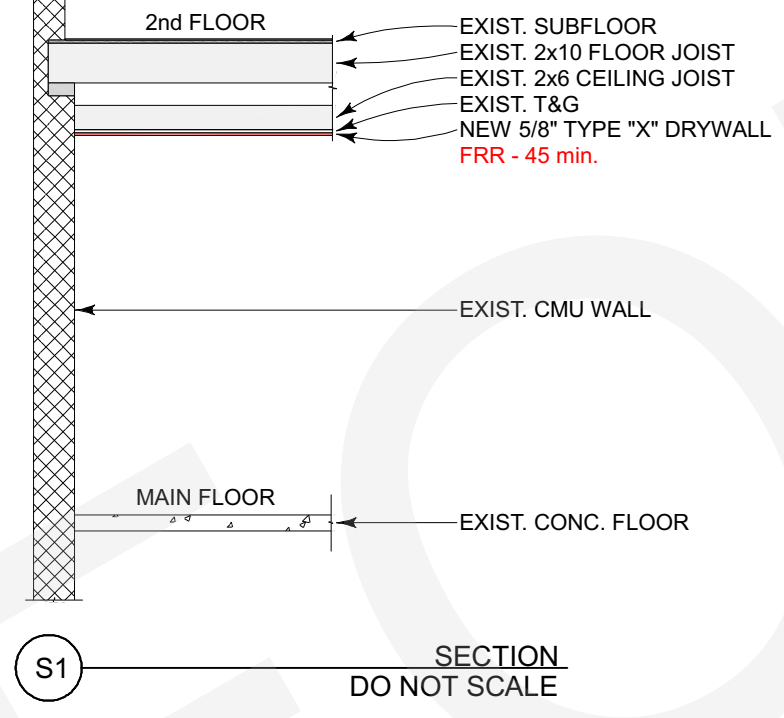 2nd FLOOR
EXIST. SUBFLOOR
EXIST. 2x10 FLOOR JOIST
EXIST. 2x6 CEILING JOIST
EXIST. T&G
NEW 5/8" TYPE "X" DRYWALL
FRR - 45 min.
EXIST. CMU WALL
MAIN FLOOR
EXIST. CONC. FLOOR
S1
SECTION
DO NOT SCALE